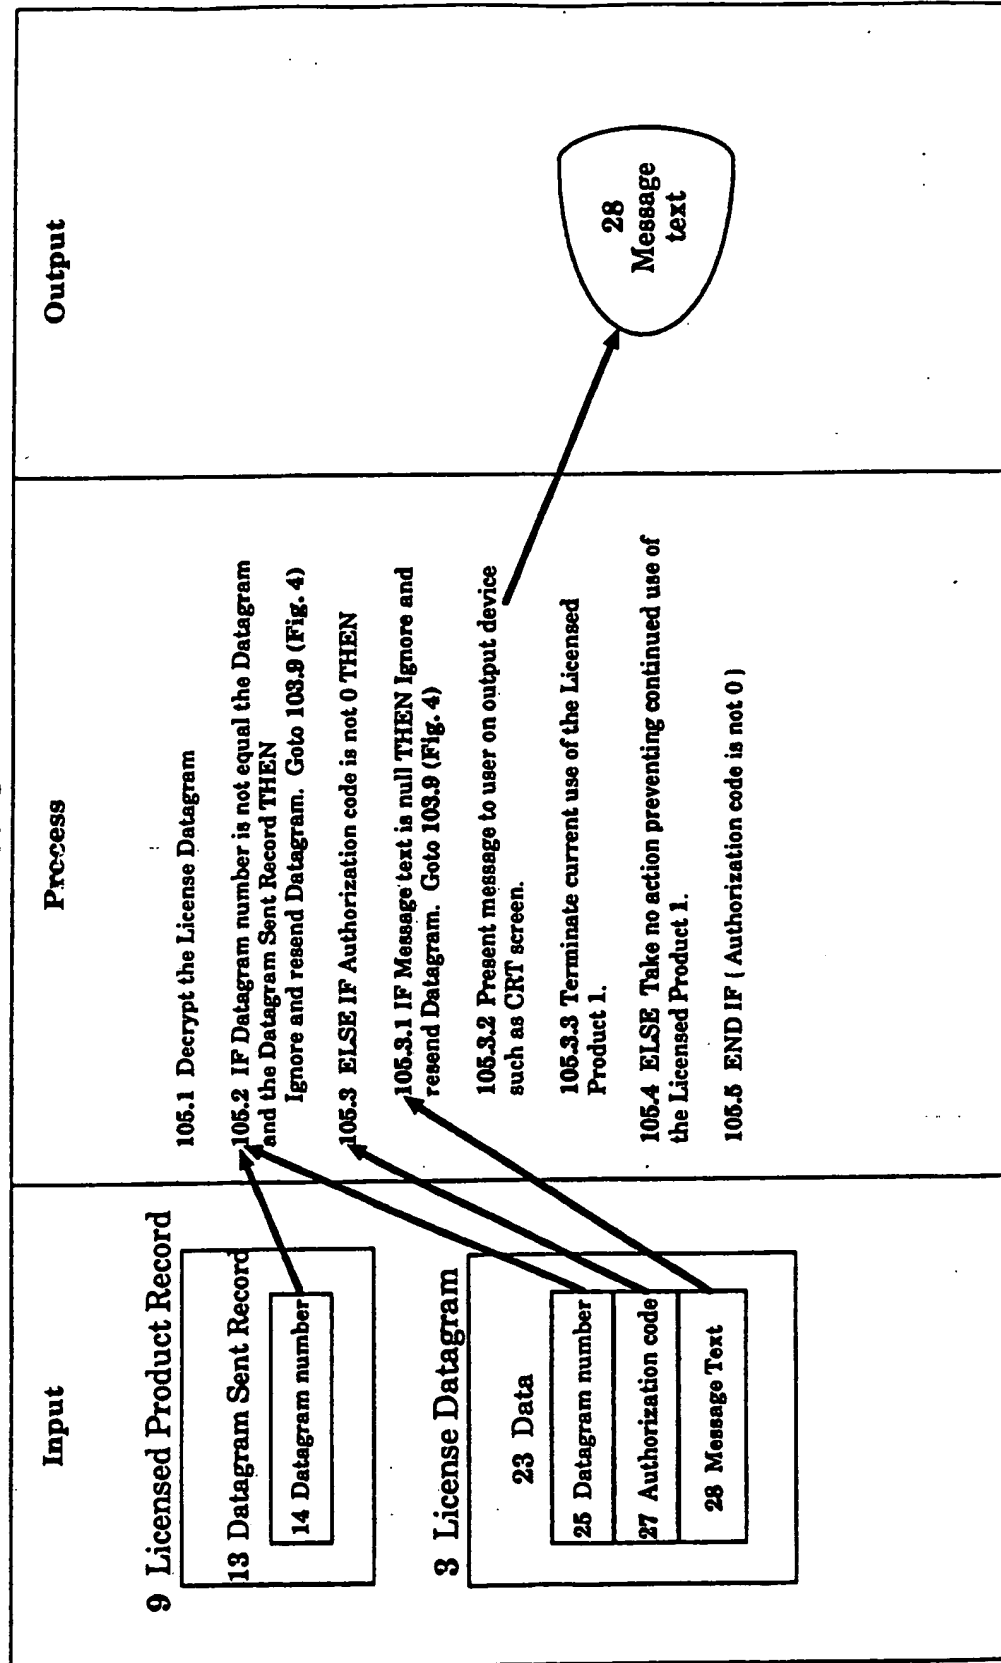 Input
Process
Output
9 Licensed Product Record
13 Datagram Sent Record
14 Datagram number
3 License Datagram
23 Data
25 Datagram number
27 Authorization code
28 Message Text
105.1 Decrypt the License Datagram
105.2 IF Datagram number is not equal the Datagram
and the Datagram Sent Record THEN
Ignore and resend Datagram. Goto 103.9 (Fig. 4)
105.3 ELSE IF Authorization code is not 0 THEN
105.3.1 IF Message text is null THEN Ignore and
resend Datagram. Goto 103.9 (Fig. 4)
105.3.2 Present message to user on output device
such as CRT screen.
105.3.3 Terminate current use of the Licensed
Product 1.
105.4 ELSE Take no action preventing continued use of
the Licensed Product 1.
105.5 END IF { Authorization code is not 0 }
28
Message
text